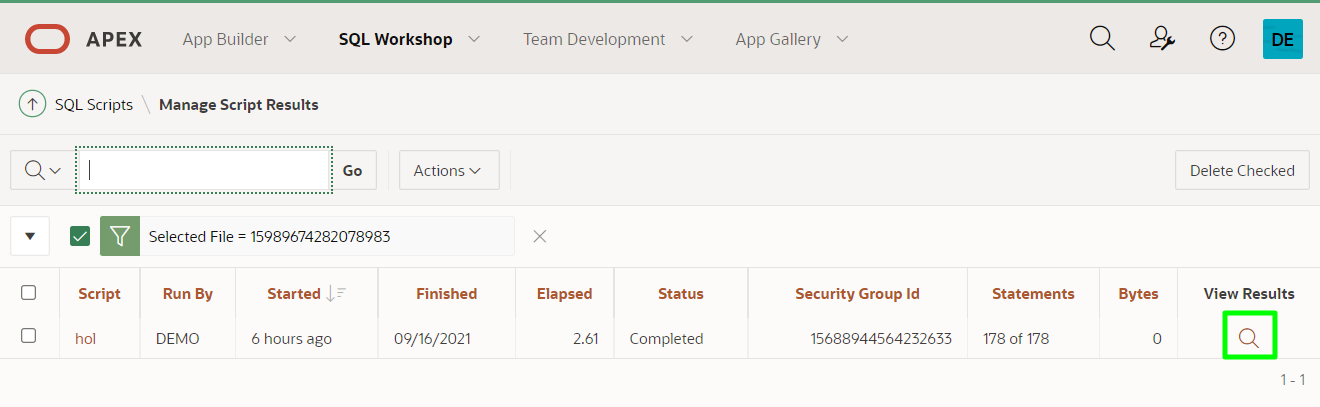 APEX App Builder SQL Workshop Team Development App Gallery DE
SQL Scripts \ Manage Script Results
Go Actions Delete Checked
Selected File = 15989674282078983
Script Run By Started Finished Elapsed Status Security Group Id Statements Bytes View Results
hol DEMO 6 hours ago 09/16/2021 2.61 Completed 15688944564232633 178 of 178 0
1 - 1